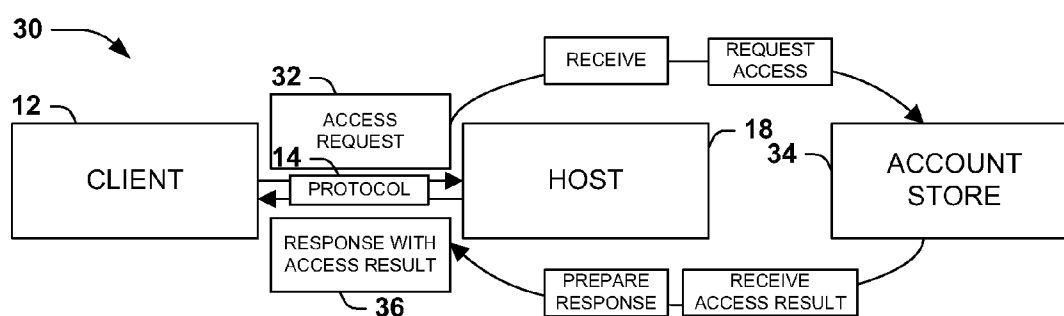 30
12
32
RECEIVE
REQUEST
ACCESS
ACCESS
REQUEST
18
34
14
CLIENT
PROTOCOL
HOST
ACCOUNT
STORE
RESPONSE WITH
ACCESS RESULT
36
PREPARE
RESPONSE
RECEIVE
ACCESS RESULT